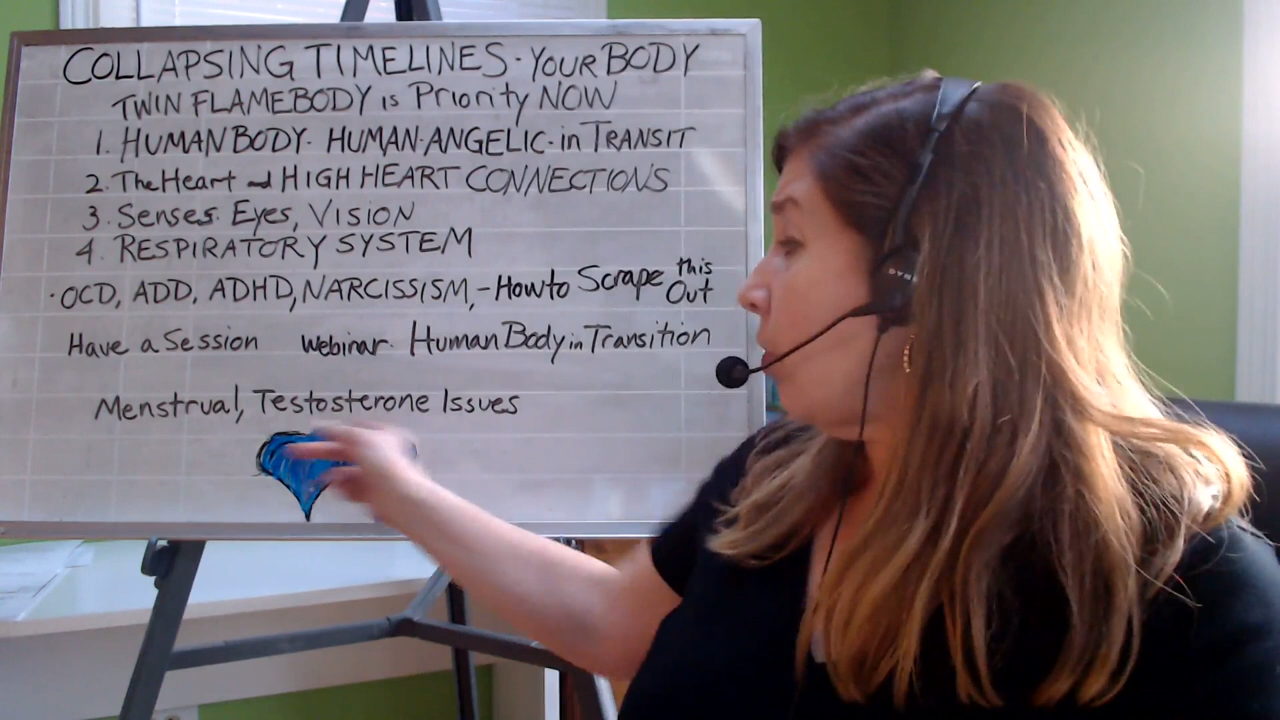 COLLAPSING TIMELINES · YOUR BODY
TWIN FLAME BODY is Priority NOW
1. HUMAN BODY · HUMAN·ANGELIC· in TRANSIT
2. The Heart and HIGH HEART CONNECTIONS
3. Senses. Eyes, VISION
4. RESPIRATORY SYSTEM
· OCD, ADD, ADHD, NARCISSISM, - How to Scrape this Out
Have a Session Webinar · Human Body in Transition
Menstrual, Testosterone Issues